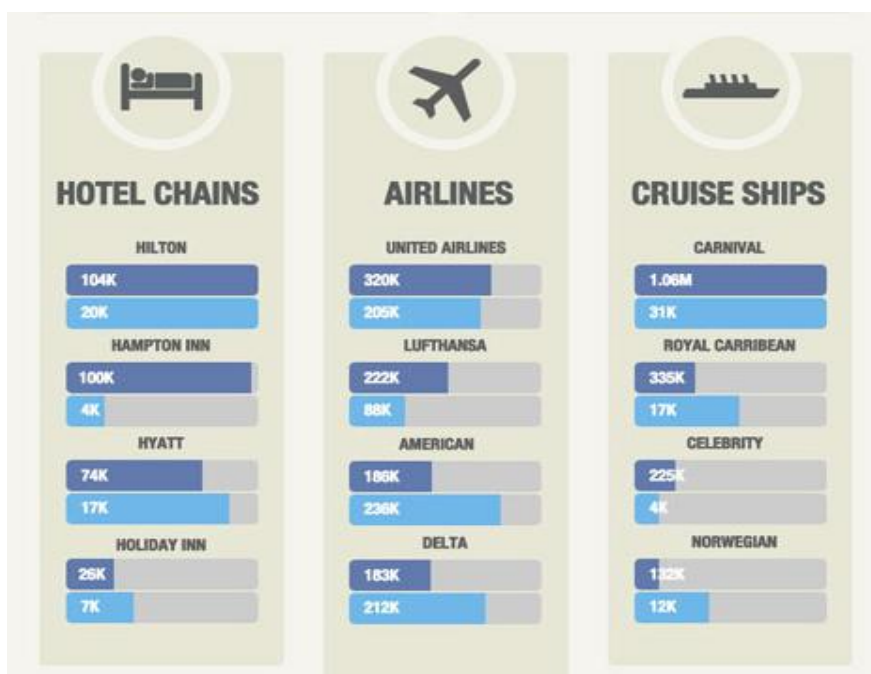 HOTEL CHAINS
HILTON
104K
20K
HAMPTON INN
100K
4K
HYATT
74K
17K
HOLIDAY INN
26K
7K
AIRLINES
UNITED AIRLINES
320K
205K
LUFTHANSA
222K
88K
AMERICAN
186K
236K
DELTA
183K
212K
CRUISE SHIPS
CARNIVAL
1.06M
31K
ROYAL CARRIBEAN
335K
17K
CELEBRITY
225K
4K
NORWEGIAN
132K
12K